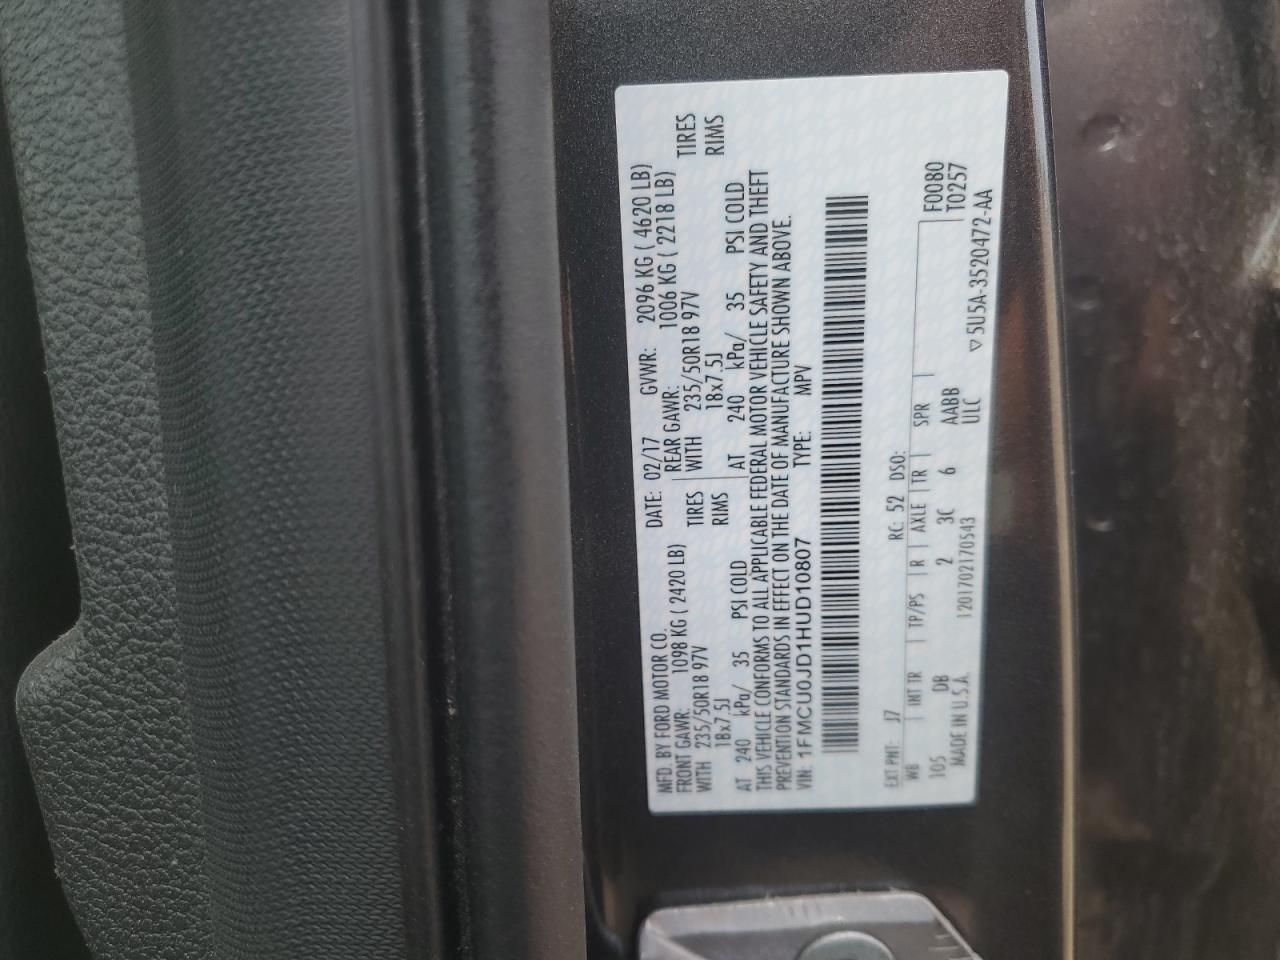 MFD. BY FORD MOTOR CO. DATE: 02/17 GVWR: 2096 KG ( 4620 LB)
FRONT GAWR: 1098 KG ( 2420 LB) REAR GAWR: 1006 KG ( 2218 LB)
WITH 235/50R18 97V TIRES WITH 235/50R18 97V TIRES
18x7.5J RIMS 18x7.5J RIMS
AT 240 kPa/ 35 PSI COLD AT 240 kPa/ 35 PSI COLD
THIS VEHICLE CONFORMS TO ALL APPLICABLE FEDERAL MOTOR VEHICLE SAFETY AND THEFT
PREVENTION STANDARDS IN EFFECT ON THE DATE OF MANUFACTURE SHOWN ABOVE.
VIN: 1FMCU0JD1HUD10807 TYPE: MPV
EXT PNT: J7 RC: 52 DSO:
WB INT TR TP/PS R AXLE TR SPR F0080
105 DB 2 3C 6 AABB T0257
MADE IN U.S.A. 1201702170543 ULC ▽5U5A-3520472-AA